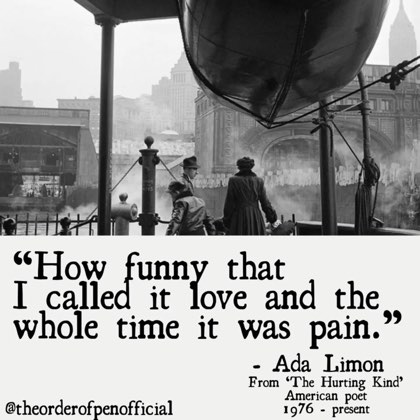 “How funny that
I called it love and the
whole time it was pain.”
- Ada Limon
From ‘The Hurting Kind’
American poet
1976 - present
@theorderofpenofficial